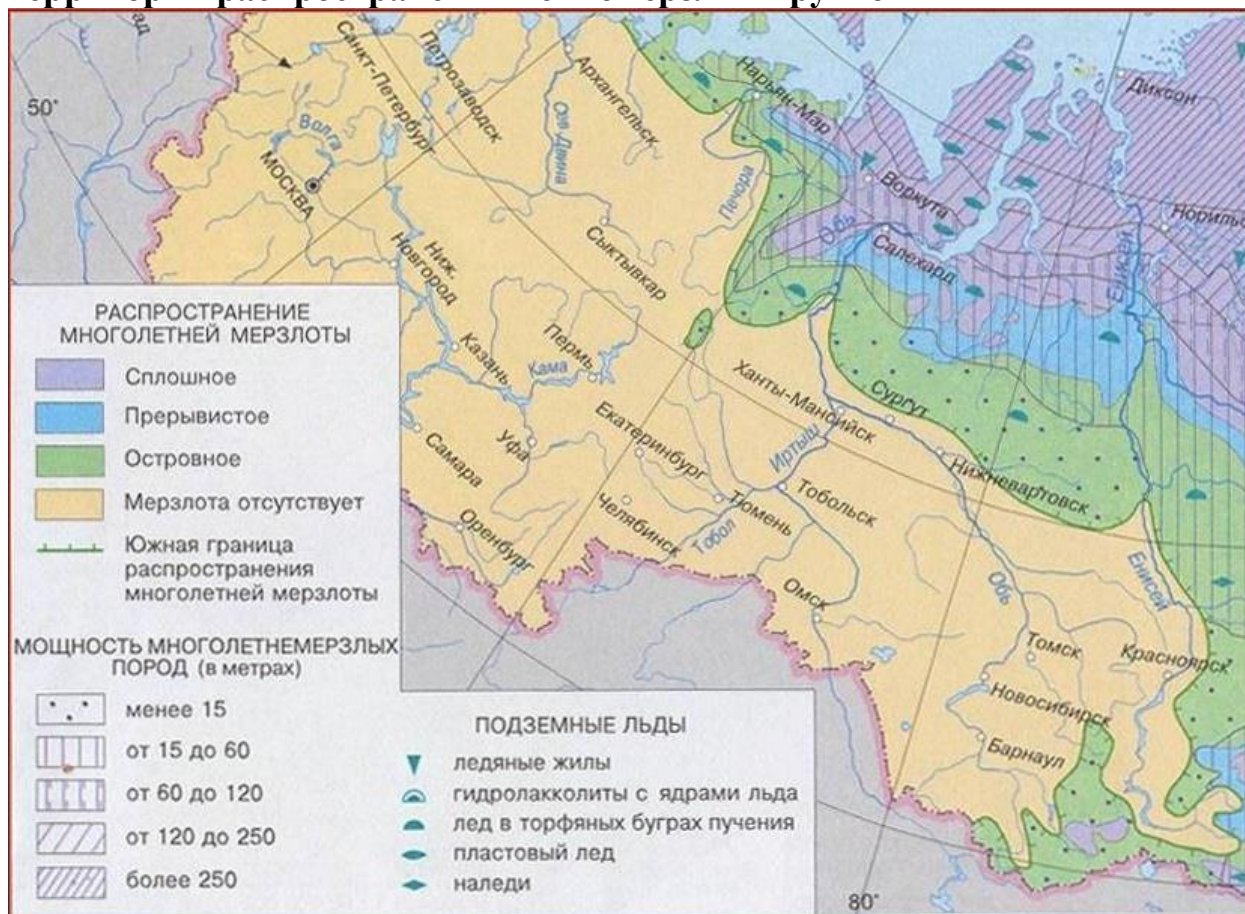 50°
Санкт-Петербург
Петрозаводск
Архангельск
Сев. Двина
Волга
МОСКВА
Нарьян-Мар
Печора
Воркута
Диксон
Обь
Салехард
Енисей
Ниж.
Новгород
Сыктывкар
Казань
Пермь
Кама
Ханты-Мансийск
Сургут
Нижневартовск
Самара
Уфа
Екатеринбург
Иртыш
Тобольск
Тюмень
Челябинск
Тобол
Оренбург
Омск
Обь
Енисей
Томск
Красноярск
Новосибирск
Барнаул
80°
РАСПРОСТРАНЕНИЕ
МНОГОЛЕТНЕЙ МЕРЗЛОТЫ
Сплошное
Прерывистое
Островное
Мерзлота отсутствует
Южная граница
распространения
многолетней мерзлоты
МОЩНОСТЬ МНОГОЛЕТНЕМЕРЗЛЫХ
ПОРОД (в метрах)
менее 15
от 15 до 60
от 60 до 120
от 120 до 250
более 250
ПОДЗЕМНЫЕ ЛЬДЫ
ледяные жилы
гидролакколиты с ядрами льда
лед в торфяных буграх пучения
пластовый лед
наледи